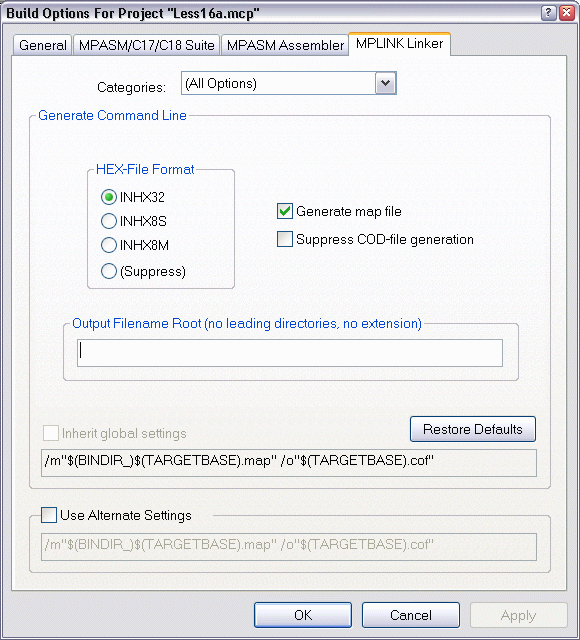 Build Options For Project "Less16a.mcp"
General MPASM/C17/C18 Suite MPASM Assembler MPLINK Linker
Categories: (All Options)
Generate Command Line
HEX-File Format
INHX32
INHX8S
INHX8M
(Suppress)
Generate map file
Suppress COD-file generation
Output Filename Root (no leading directories, no extension)
Inherit global settings
Restore Defaults
/m"$(BINDIR_)$(TARGETBASE).map" /o"$(TARGETBASE).cof"
Use Alternate Settings
/m"$(BINDIR_)$(TARGETBASE).map" /o"$(TARGETBASE).cof"
OK Cancel Apply